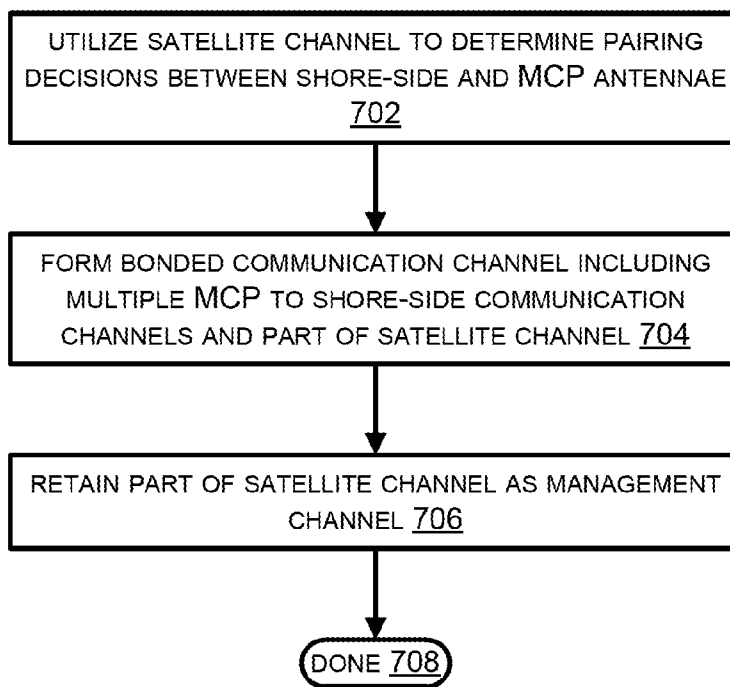 UTILIZE SATELLITE CHANNEL TO DETERMINE PAIRING
DECISIONS BETWEEN SHORE-SIDE AND MCP ANTENNAE
702
FORM BONDED COMMUNICATION CHANNEL INCLUDING
MULTIPLE MCP TO SHORE-SIDE COMMUNICATION
CHANNELS AND PART OF SATELLITE CHANNEL 704
RETAIN PART OF SATELLITE CHANNEL AS MANAGEMENT
CHANNEL 706
DONE 708